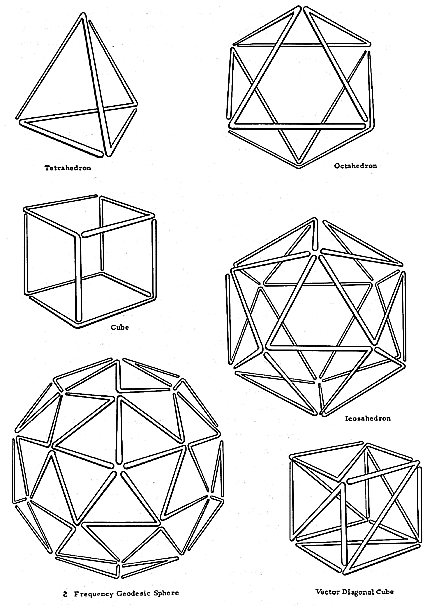 Tetrahedron
Octahedron
Cube
Icosahedron
2 Frequency Geodesic Sphere
Vector Diagonal Cube